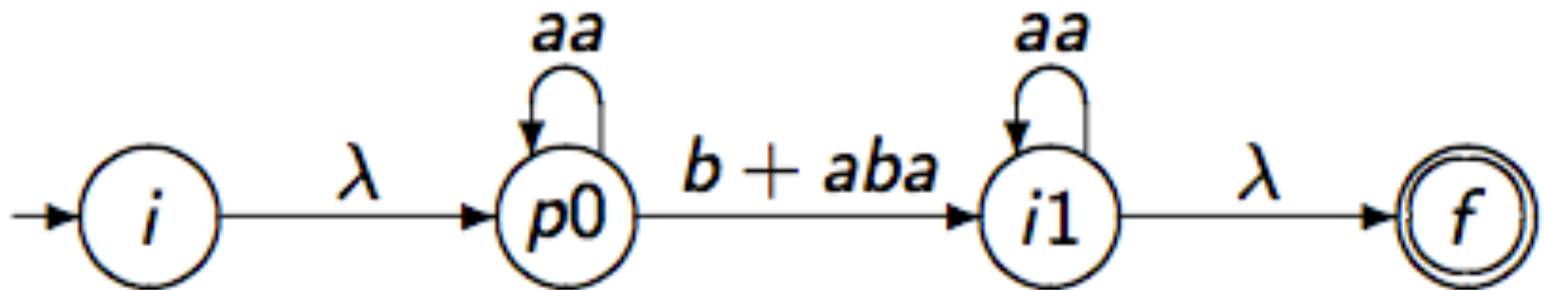 aa aa
λ b + aba λ
i p0 i1 f